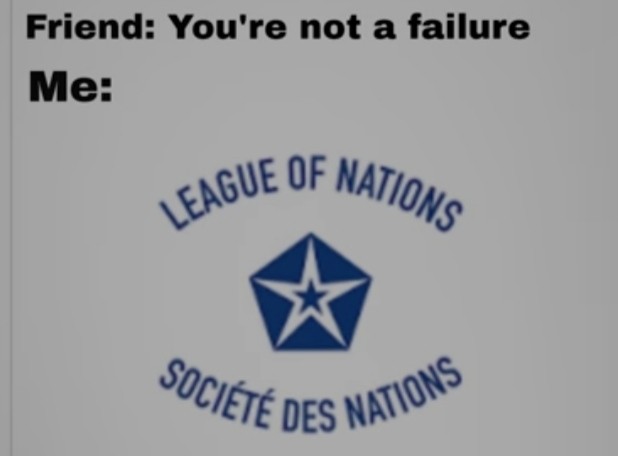 Friend: You're not a failure
Me:
LEAGUE OF NATIONS
SOCIÉTÉ DES NATIONS